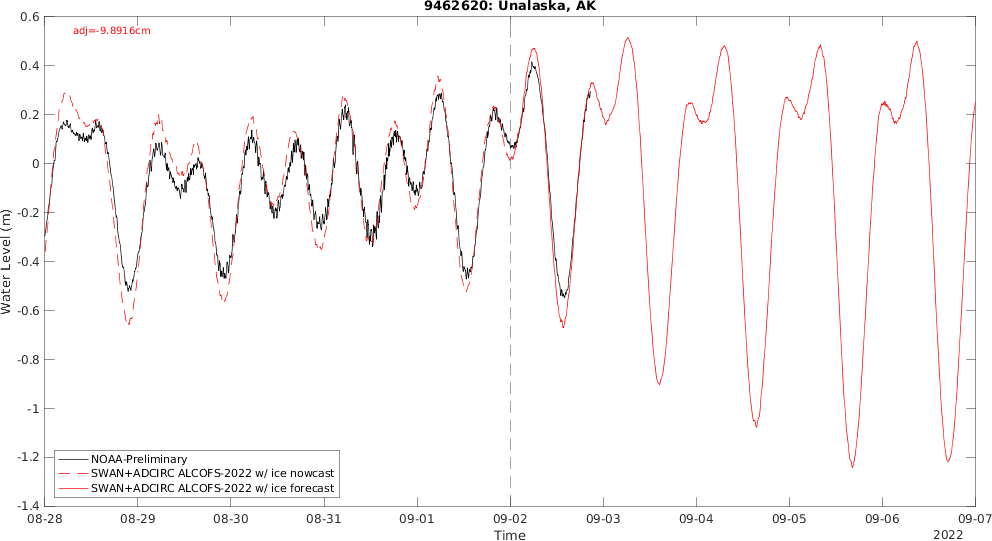 9462620: Unalaska, AK
adj=-9.8916cm
0.6
0.4
0.2
0
-0.2
-0.4
-0.6
-0.8
-1
-1.2
-1.4
Water Level (m)
NOAA-Preliminary
SWAN+ADCIRC ALCOFS-2022 w/ ice nowcast
SWAN+ADCIRC ALCOFS-2022 w/ ice forecast
08-28 08-29 08-30 08-31 09-01 09-02 09-03 09-04 09-05 09-06 09-07
Time
2022